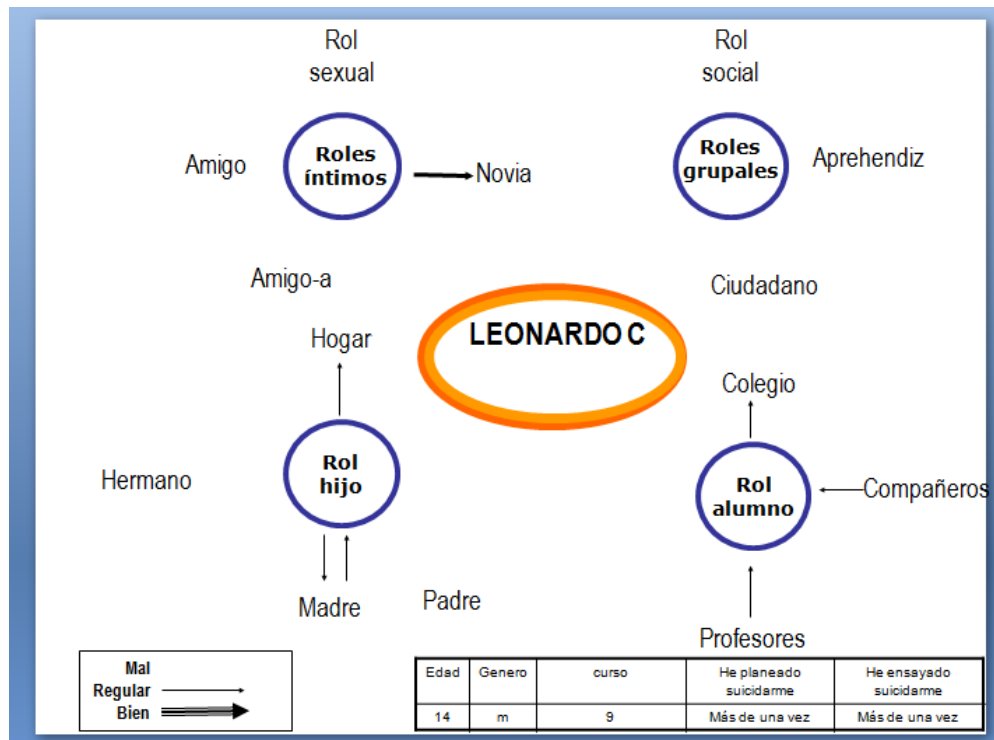 Rol
sexual
Rol
social
Amigo
Roles
íntimos
Novia
Roles
grupales
Aprehendiz
Amigo-a
Ciudadano
Hogar
LEONARDO C
Colegio
Hermano
Rol
hijo
Rol
alumno
Compañeros
Madre
Padre
Profesores
Mal
Regular
Bien
Edad Genero curso He planeado suicidarme He ensayado suicidarme
14 m 9 Más de una vez Más de una vez